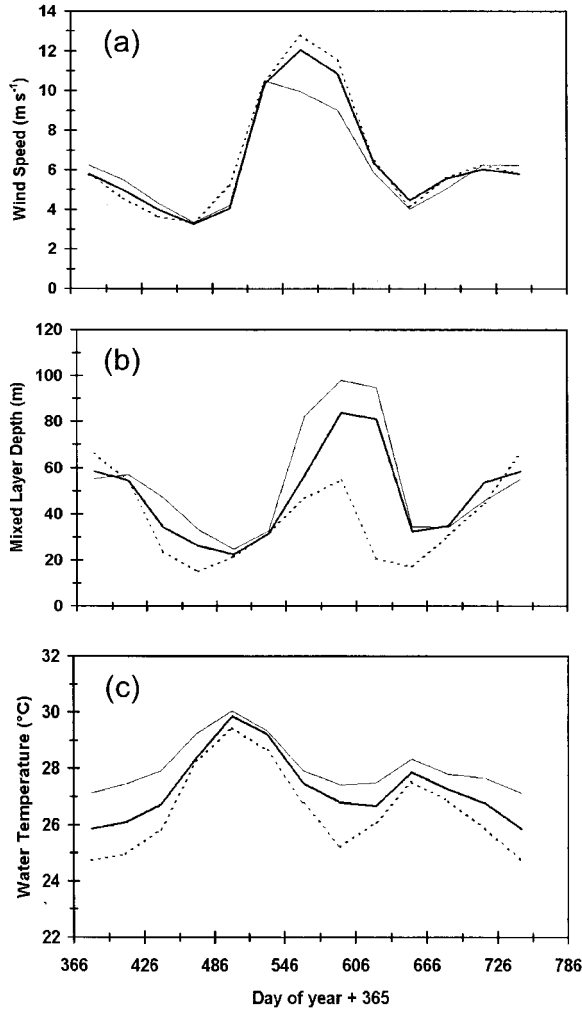 (a)
14
12
10
8
6
4
2
0
Wind Speed (m s⁻¹)
(b)
120
100
80
60
40
20
0
Mixed Layer Depth (m)
(c)
32
30
28
26
24
22
Water Temperature (°C)
366 426 486 546 606 666 726 786
Day of year + 365